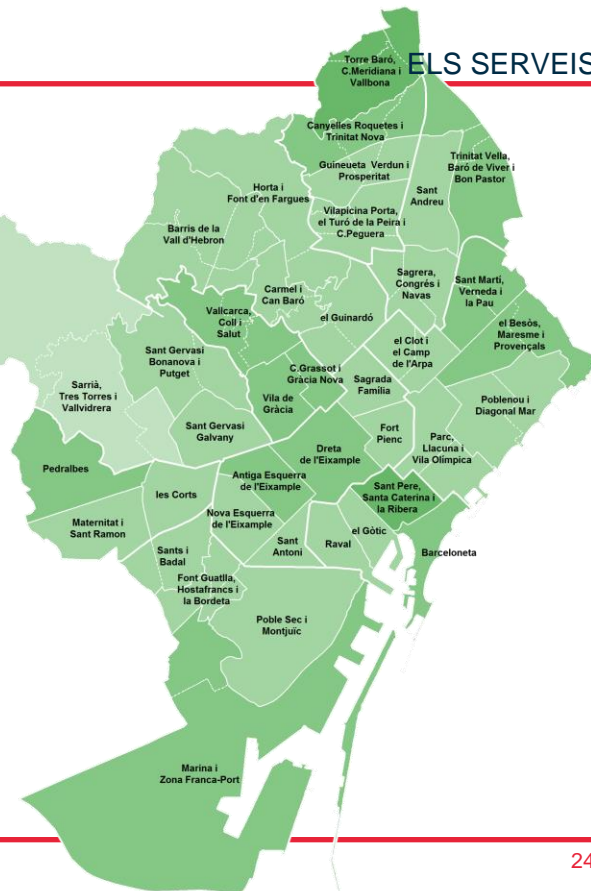 ELS SERVEIS
Torre Baró,
C.Meridiana i
Vallbona
Canyelles Roquetes i
Trinitat Nova
Guineueta Verdun i
Prosperitat
Trinitat Vella,
Baró de Viver i
Bon Pastor
Sant
Andreu
Horta i
Font d'en Fargues
Vilapicina Porta,
el Turó de la Peira i
C.Peguera
Barris de la
Vall d'Hebron
Sagrera,
Congrés i
Navas
Sant Martí,
Verneda i
la Pau
Carmel i
Can Baró
Vallcarca,
Coll i
Salut
el Guinardó
el Besòs,
Maresme i
Provençals
el Clot i
el Camp
de l'Arpa
Sant Gervasi
Bonanova i
Putget
C.Grassot i
Gràcia Nova
Sagrada
Família
Sarrià,
Tres Torres i
Vallvidrera
Vila de
Gràcia
Poblenou i
Diagonal Mar
Sant Gervasi
Galvany
Fort
Pienc
Parc,
Llacuna i
Vila Olímpica
Dreta
de l'Eixample
Pedralbes
Antiga Esquerra
de l'Eixample
Sant Pere,
Santa Caterina i
la Ribera
les Corts
Nova Esquerra
de l'Eixample
Maternitat i
Sant Ramon
el Gòtic
Sant
Antoni
Raval
Barceloneta
Sants i
Badal
Font Guatlla,
Hostafrancs i
la Bordeta
Poble Sec i
Montjuïc
Marina i
Zona Franca-Port
24